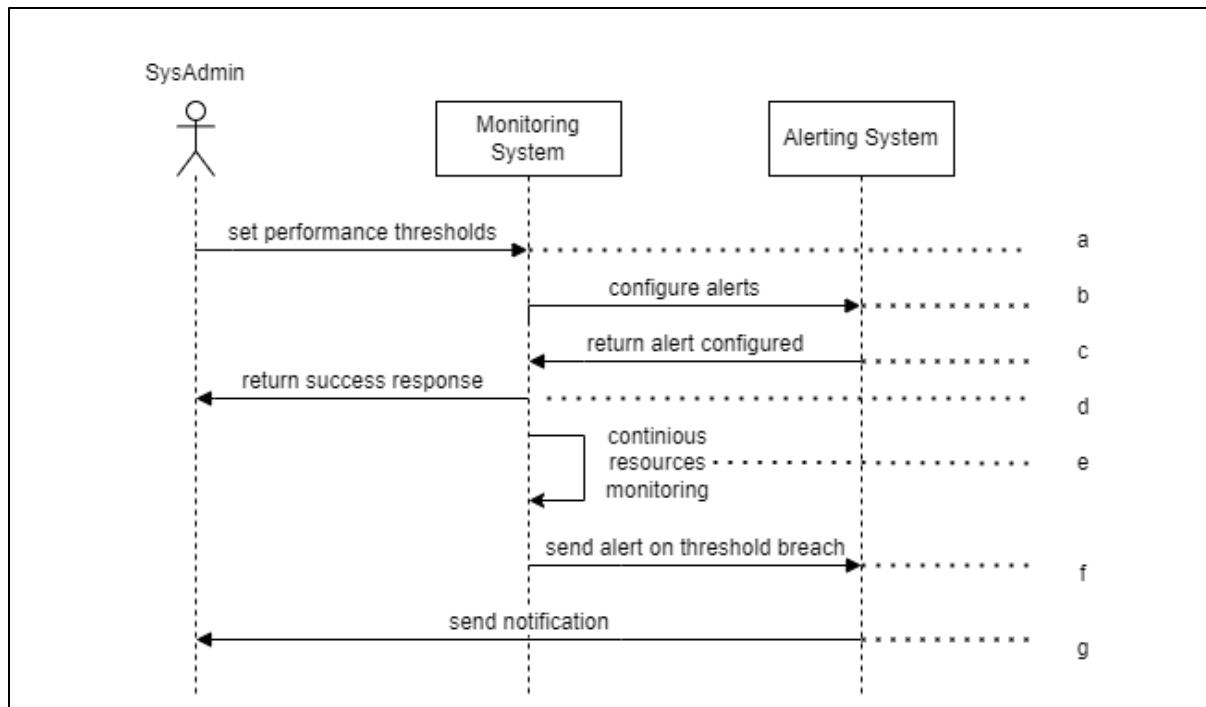 SysAdmin
Monitoring
System
Alerting System
set performance thresholds
a
configure alerts
b
return alert configured
c
return success response
d
continious
resources
e
monitoring
send alert on threshold breach
f
send notification
g